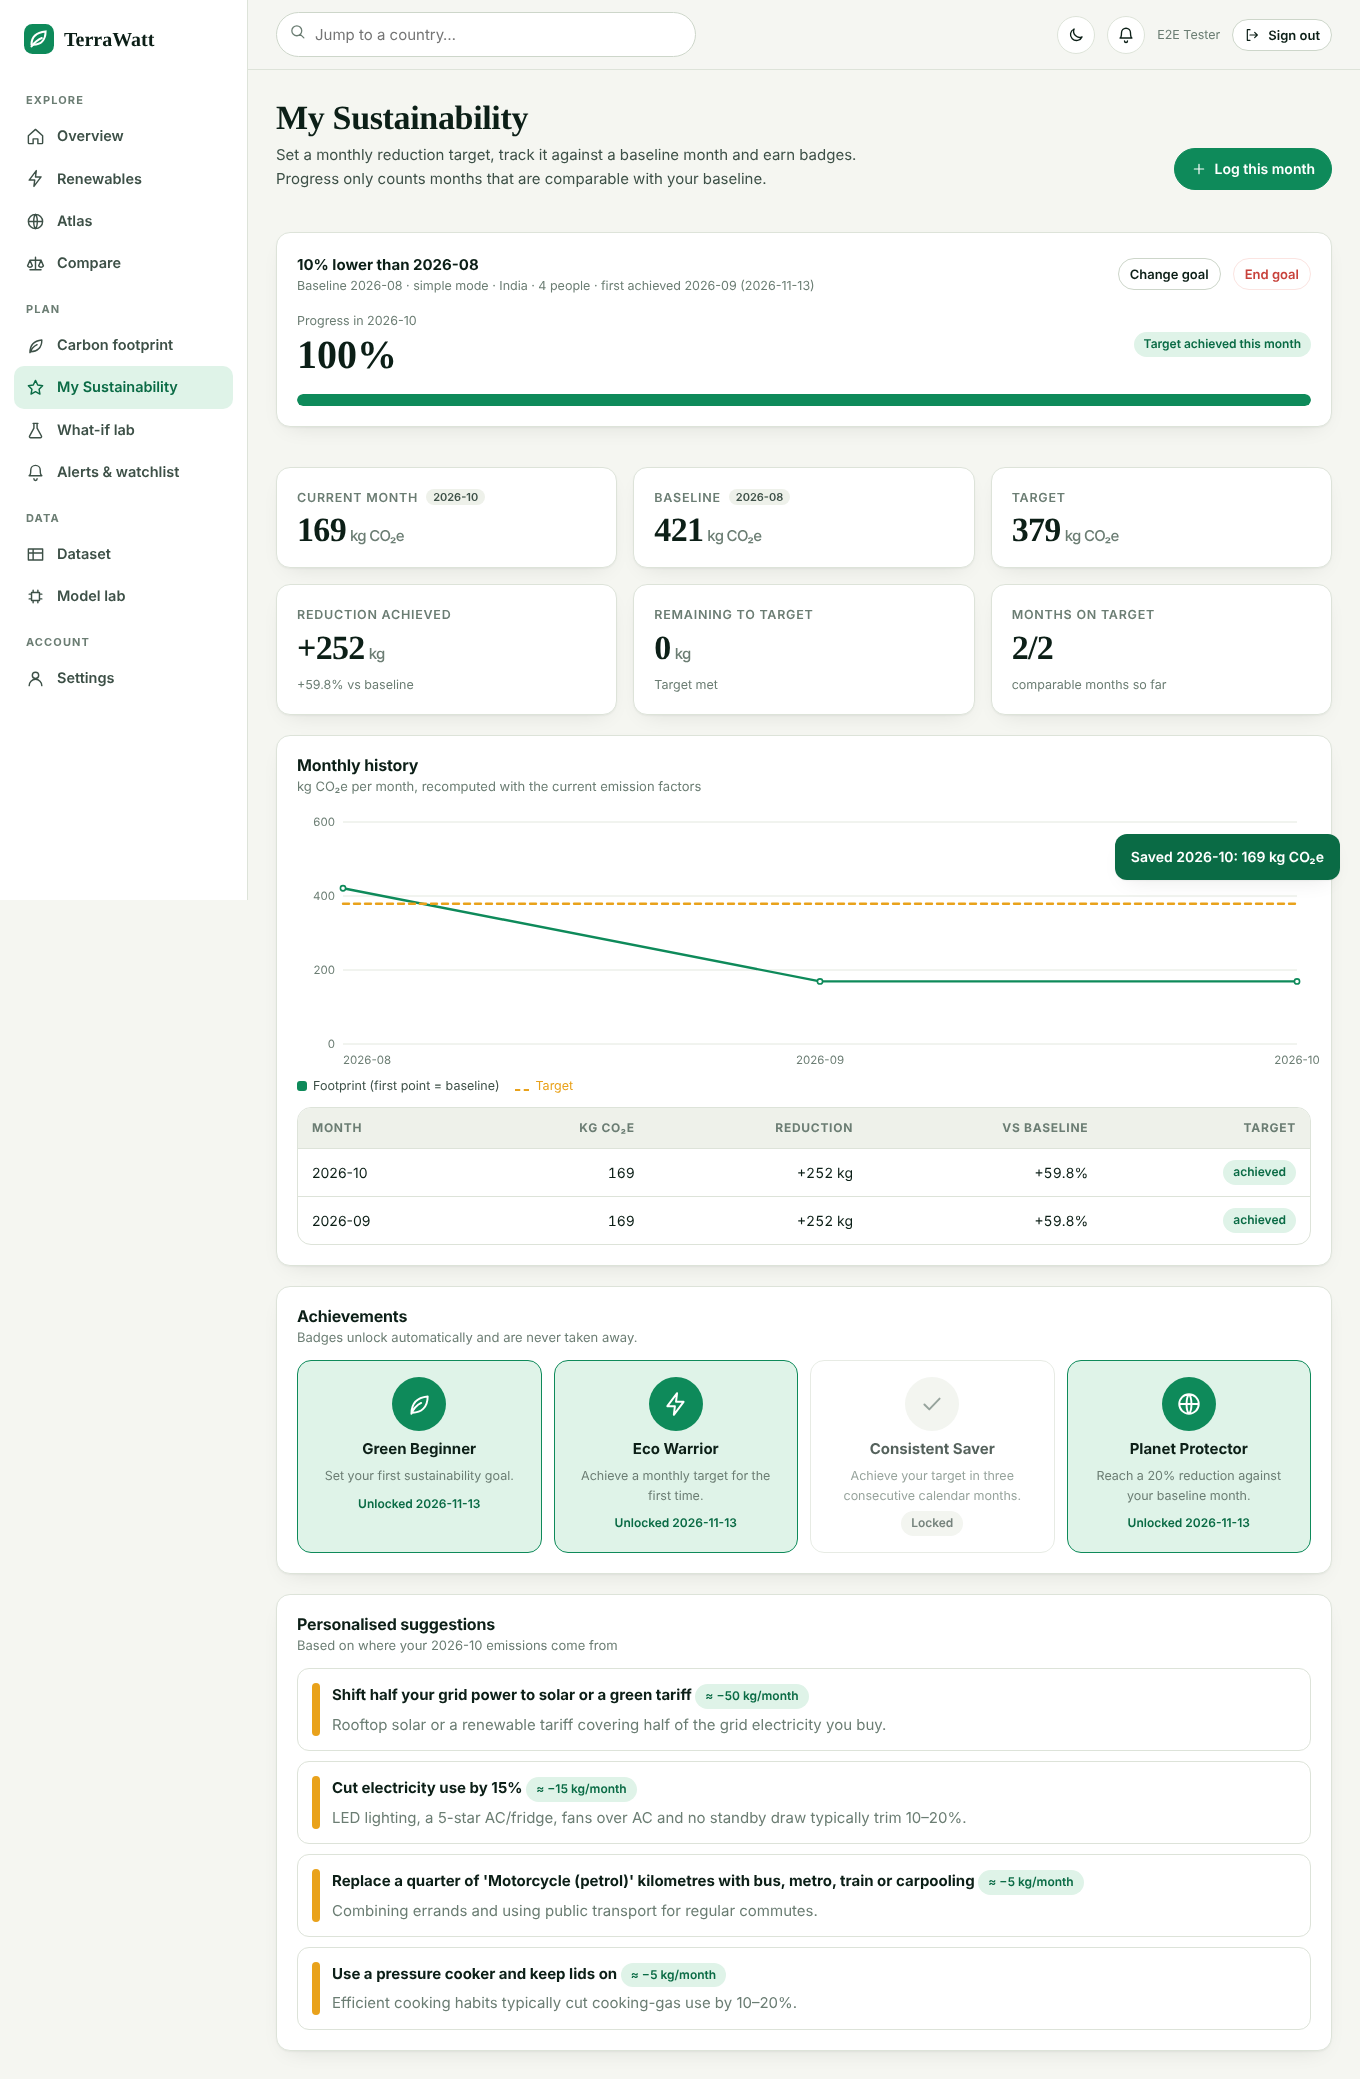 TerraWatt
Jump to a country...
E2E Tester
Sign out
EXPLORE
Overview
Renewables
Atlas
Compare
PLAN
Carbon footprint
My Sustainability
What-if lab
Alerts & watchlist
DATA
Dataset
Model lab
ACCOUNT
Settings
My Sustainability
Set a monthly reduction target, track it against a baseline month and earn badges.
Progress only counts months that are comparable with your baseline.
Log this month
10% lower than 2026-08
Baseline 2026-08 · simple mode · India · 4 people · first achieved 2026-09 (2026-11-13)
Change goal
End goal
Progress in 2026-10
100%
Target achieved this month
CURRENT MONTH 2026-10
169 kg CO₂e
BASELINE 2026-08
421 kg CO₂e
TARGET
379 kg CO₂e
REDUCTION ACHIEVED
+252 kg
+59.8% vs baseline
REMAINING TO TARGET
0 kg
Target met
MONTHS ON TARGET
2/2
comparable months so far
Monthly history
kg CO₂e per month, recomputed with the current emission factors
600
400
200
0
Saved 2026-10: 169 kg CO₂e
2026-08 2026-09 2026-10
Footprint (first point = baseline) Target
MONTH KG CO₂E REDUCTION VS BASELINE TARGET
2026-10 169 +252 kg +59.8% achieved
2026-09 169 +252 kg +59.8% achieved
Achievements
Badges unlock automatically and are never taken away.
Green Beginner
Set your first sustainability goal.
Unlocked 2026-11-13
Eco Warrior
Achieve a monthly target for the
first time.
Unlocked 2026-11-13
Consistent Saver
Achieve your target in three
consecutive calendar months.
Locked
Planet Protector
Reach a 20% reduction against
your baseline month.
Unlocked 2026-11-13
Personalised suggestions
Based on where your 2026-10 emissions come from
Shift half your grid power to solar or a green tariff ≈ −50 kg/month
Rooftop solar or a renewable tariff covering half of the grid electricity you buy.
Cut electricity use by 15% ≈ −15 kg/month
LED lighting, a 5-star AC/fridge, fans over AC and no standby draw typically trim 10–20%.
Replace a quarter of 'Motorcycle (petrol)' kilometres with bus, metro, train or carpooling ≈ −5 kg/month
Combining errands and using public transport for regular commutes.
Use a pressure cooker and keep lids on ≈ −5 kg/month
Efficient cooking habits typically cut cooking-gas use by 10–20%.